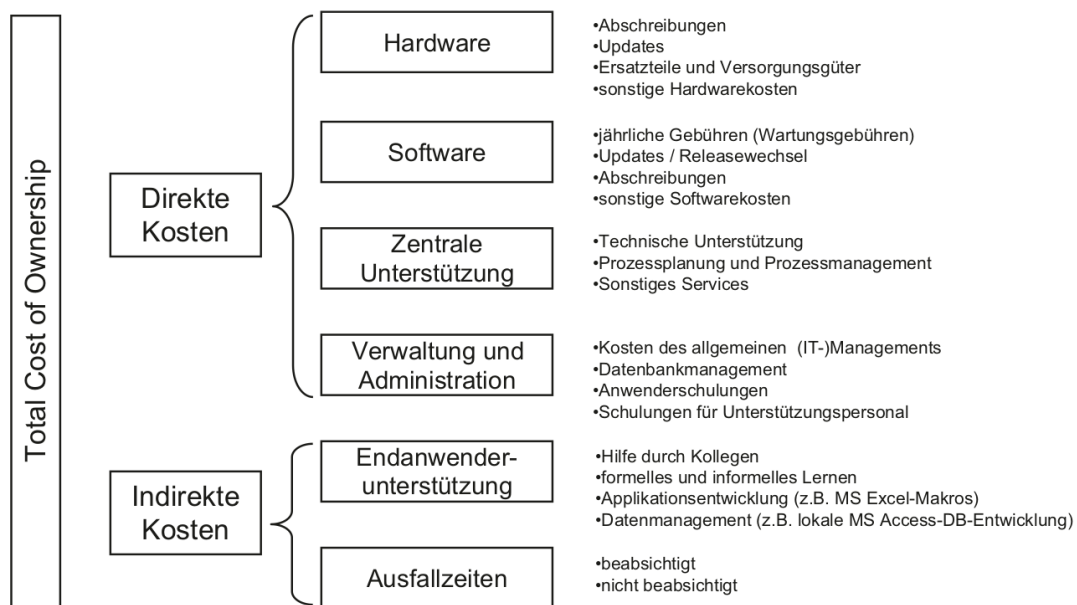 Total Cost of Ownership
Direkte
Kosten
Hardware
•Abschreibungen
•Updates
•Ersatzteile und Versorgungsgüter
•sonstige Hardwarekosten
Software
•jährliche Gebühren (Wartungsgebühren)
•Updates / Releasewechsel
•Abschreibungen
•sonstige Softwarekosten
Zentrale
Unterstützung
•Technische Unterstützung
•Prozessplanung und Prozessmanagement
•Sonstiges Services
Verwaltung und
Administration
•Kosten des allgemeinen (IT-)Managements
•Datenbankmanagement
•Anwenderschulungen
•Schulungen für Unterstützungspersonal
Indirekte
Kosten
Endanwender-
unterstützung
•Hilfe durch Kollegen
•formelles und informelles Lernen
•Applikationsentwicklung (z.B. MS Excel-Makros)
•Datenmanagement (z.B. lokale MS Access-DB-Entwicklung)
Ausfallzeiten
•beabsichtigt
•nicht beabsichtigt